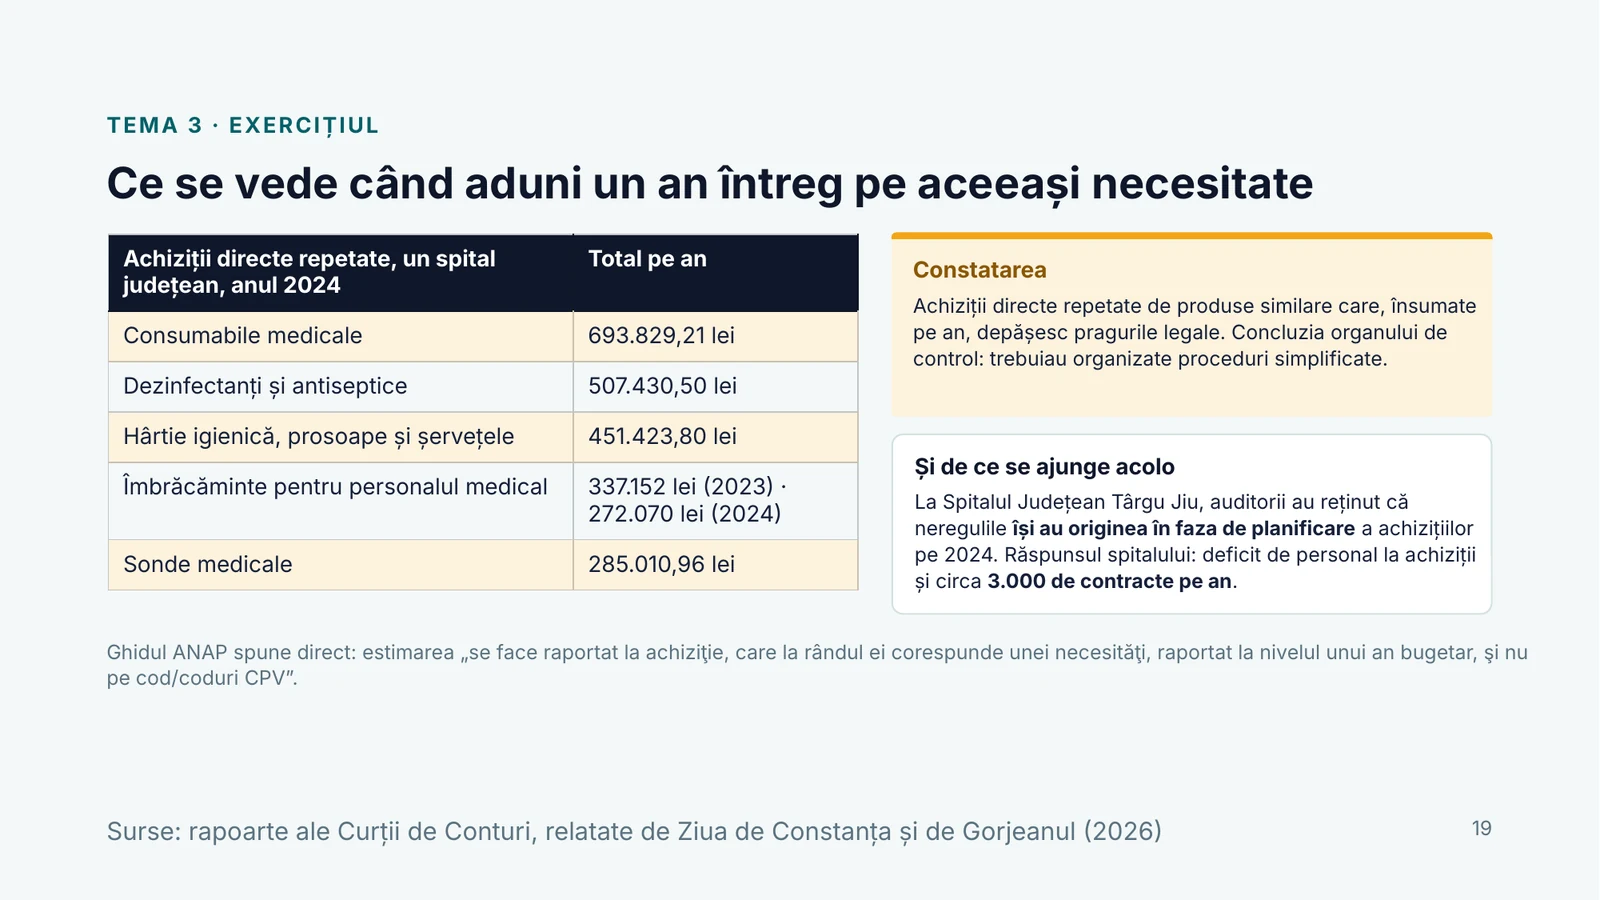 TEMA 3 · EXERCIȚIUL
Ce se vede când aduni un an întreg pe aceeași necesitate
Achiziții directe repetate, un spital
județean, anul 2024
Total pe an
Consumabile medicale
693.829,21 lei
Dezinfectanți și antiseptice
507.430,50 lei
Hârtie igienică, prosoape și șervețele
451.423,80 lei
Îmbrăcăminte pentru personalul medical
337.152 lei (2023) ·
272.070 lei (2024)
Sonde medicale
285.010,96 lei
Constatarea
Achiziții directe repetate de produse similare care, însumate
pe an, depășesc pragurile legale. Concluzia organului de
control: trebuiau organizate proceduri simplificate.
Și de ce se ajunge acolo
La Spitalul Județean Târgu Jiu, auditorii au reținut că
neregulile își au originea în faza de planificare a achizițiilor
pe 2024. Răspunsul spitalului: deficit de personal la achiziții
și circa 3.000 de contracte pe an.
Ghidul ANAP spune direct: estimarea „se face raportat la achiziţie, care la rândul ei corespunde unei necesităţi, raportat la nivelul unui an bugetar, şi nu
pe cod/coduri CPV”.
Surse: rapoarte ale Curții de Conturi, relatate de Ziua de Constanța și de Gorjeanul (2026)
19